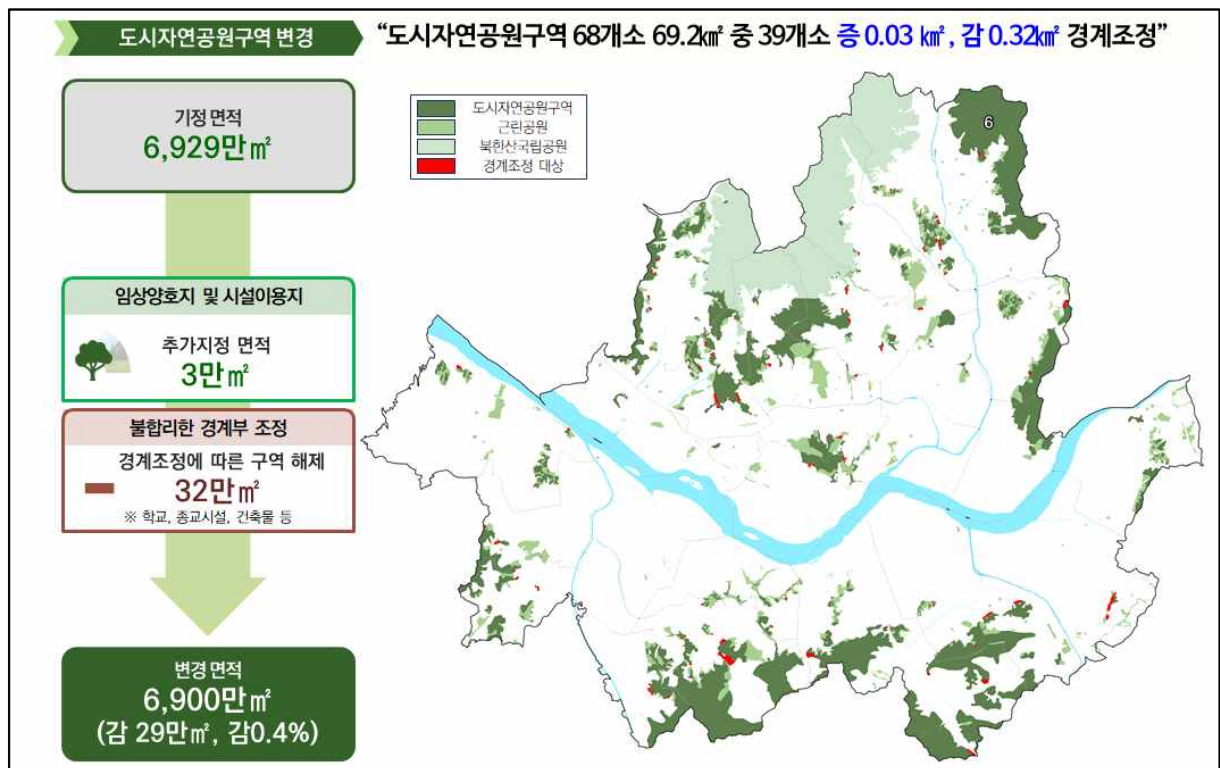 도시자연공원구역 변경
“도시자연공원구역 68개소 69.2㎢ 중 39개소 증 0.03 ㎢, 감 0.32㎢ 경계조정”
기정 면적
6,929만㎡
임상양호지 및 시설이용지
추가지정 면적
3만㎡
불합리한 경계부 조정
경계조정에 따른 구역 해제
32만㎡
※ 학교, 종교시설, 건축물 등
변경 면적
6,900만㎡
(감 29만㎡, 감0.4%)
도시자연공원구역
근린공원
북한산국립공원
경계조정 대상
6